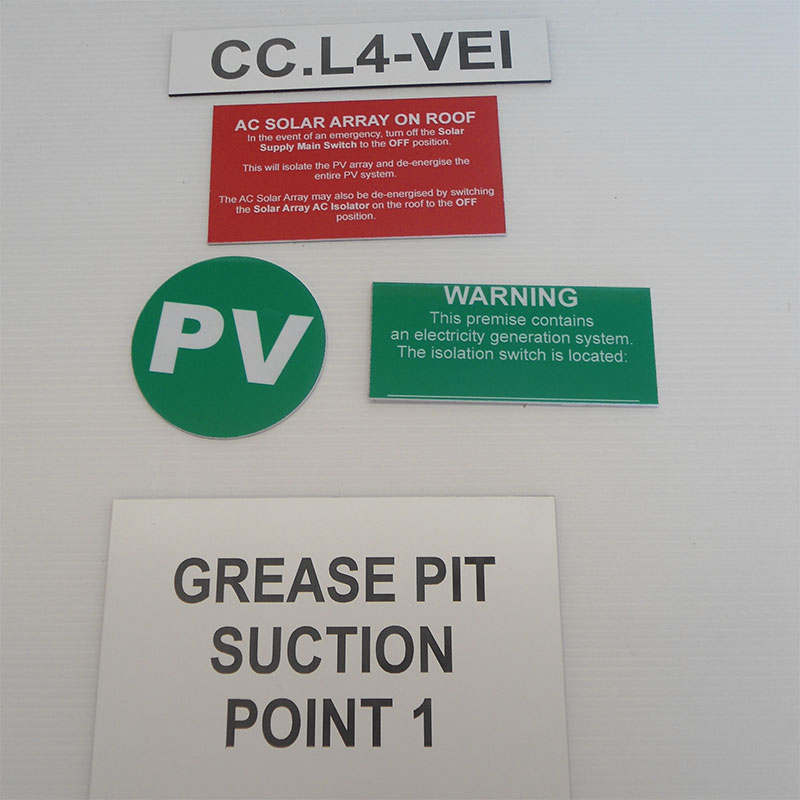 CC.L4-VEI
AC SOLAR ARRAY ON ROOF
In the event of an emergency, turn off the Solar
Supply Main Switch to the OFF position.
This will isolate the PV array and de-energise the
entire PV system.
The AC Solar Array may also be de-energised by switching
the Solar Array AC Isolator on the roof to the OFF
position.
PV
WARNING
This premise contains
an electricity generation system.
The isolation switch is located:
GREASE PIT
SUCTION
POINT 1